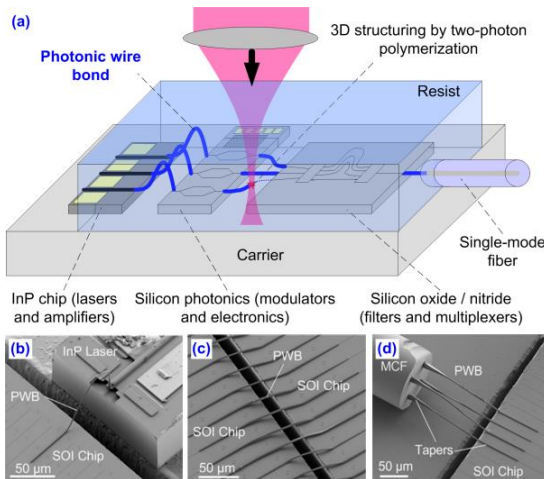 (a)
3D structuring by two-photon
polymerization
Photonic wire
bond
Resist
Carrier
Single-mode
fiber
InP chip (lasers
and amplifiers)
Silicon photonics (modulators
and electronics)
Silicon oxide / nitride
(filters and multiplexers)
(b)
InP Laser
PWB
SOI Chip
50 µm
(c)
PWB
SOI Chip
SOI Chip
50 µm
(d)
MCF
PWB
Tapers
SOI Chip
50 µm